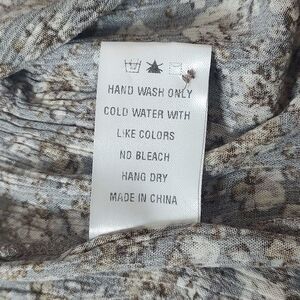 HAND WASH ONLY
COLD WATER WITH
LIKE COLORS
NO BLEACH
HANG DRY
MADE IN CHINA